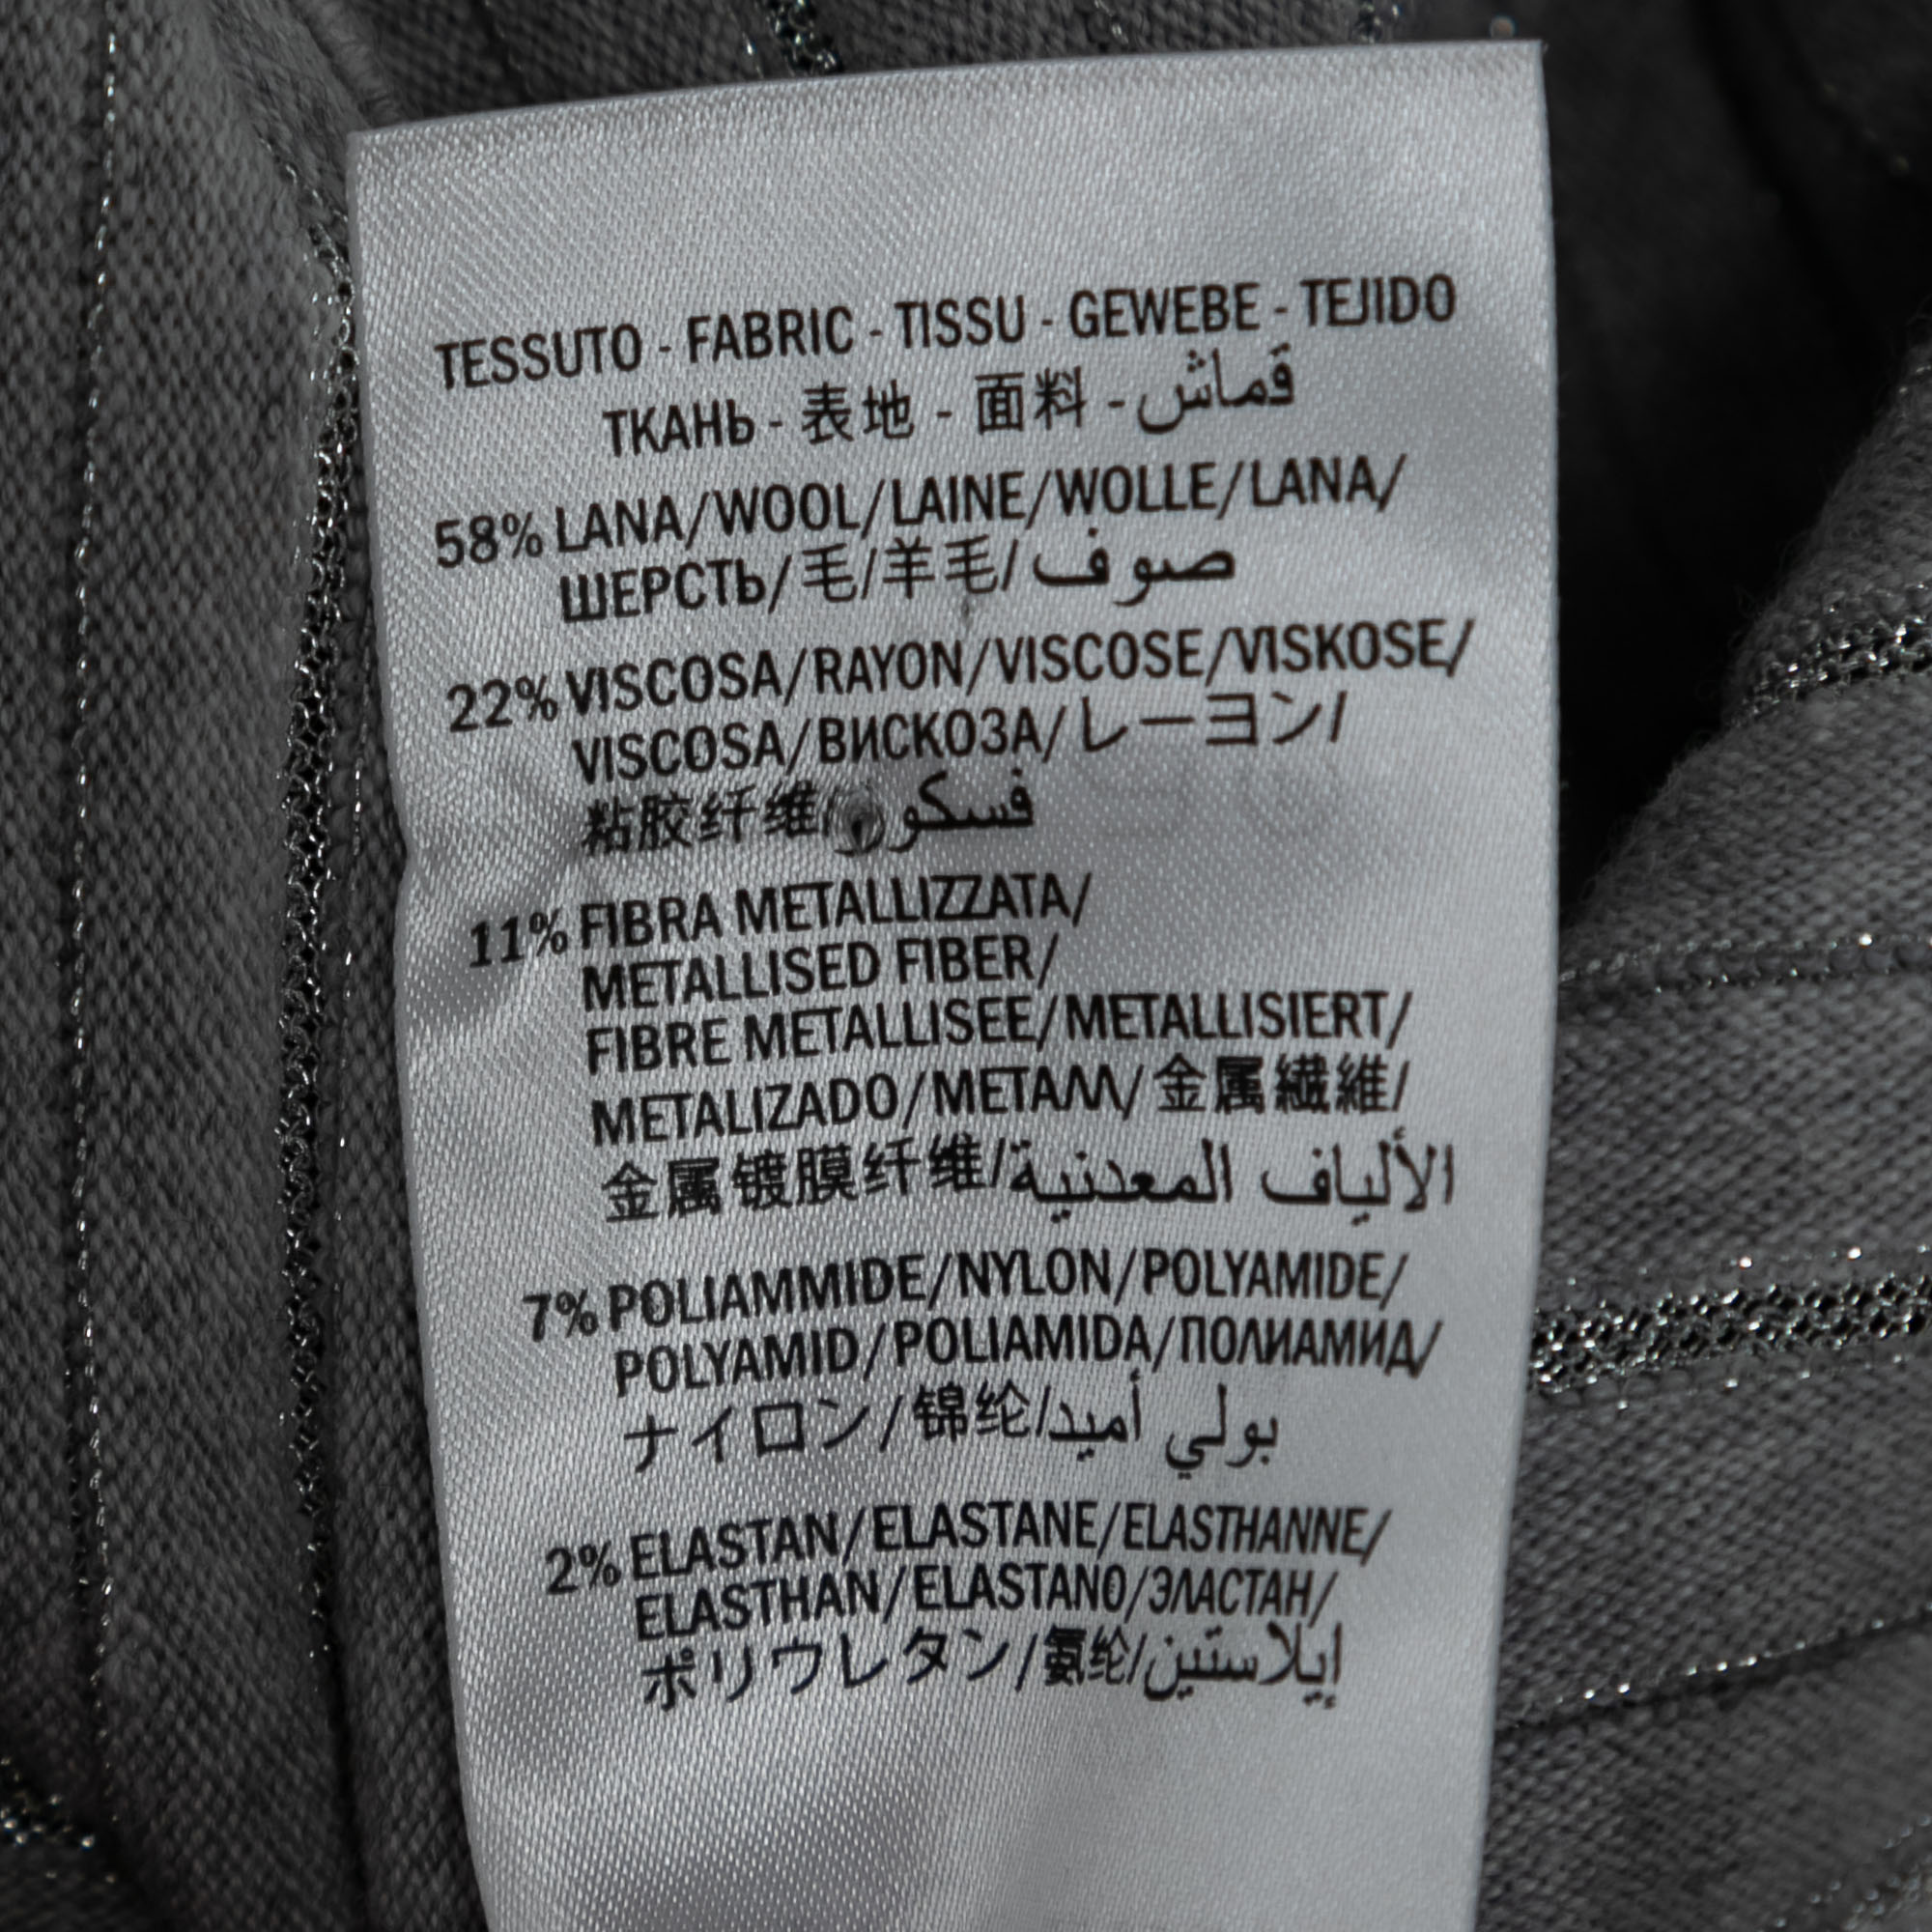 TESSUTO - FABRIC - TISSU - GEWEBE - TEJIDO
ТКАНЬ - 表地 - 面料 - قماش
58% LANA/WOOL/LAINE/WOLLE/LANA/
ШЕРСТЬ/毛/羊毛/صوف
22% VISCOSA/RAYON/VISCOSE/VISKOSE/
VISCOSA/ВИСКОЗА/レーヨン/
粘胶纤维/
11% FIBRA METALLIZZATA/
METALLISED FIBER/
FIBRE METALLISEE/METALLISIERT/
METALIZADO/МЕТАЛЛ/金属繊維/
金属镀膜纤维/الألياف المعدنية
7% POLIAMMIDE/NYLON/POLYAMIDE/
POLYAMID/POLIAMIDA/ПОЛИАМИД/
ナイロン/锦纶/بولي أميد
2% ELASTAN/ELASTANE/ELASTHANNE/
ELASTHAN/ELASTANO/ЭЛАСТАН/
ポリウレタン/氨纶/إيلاستين